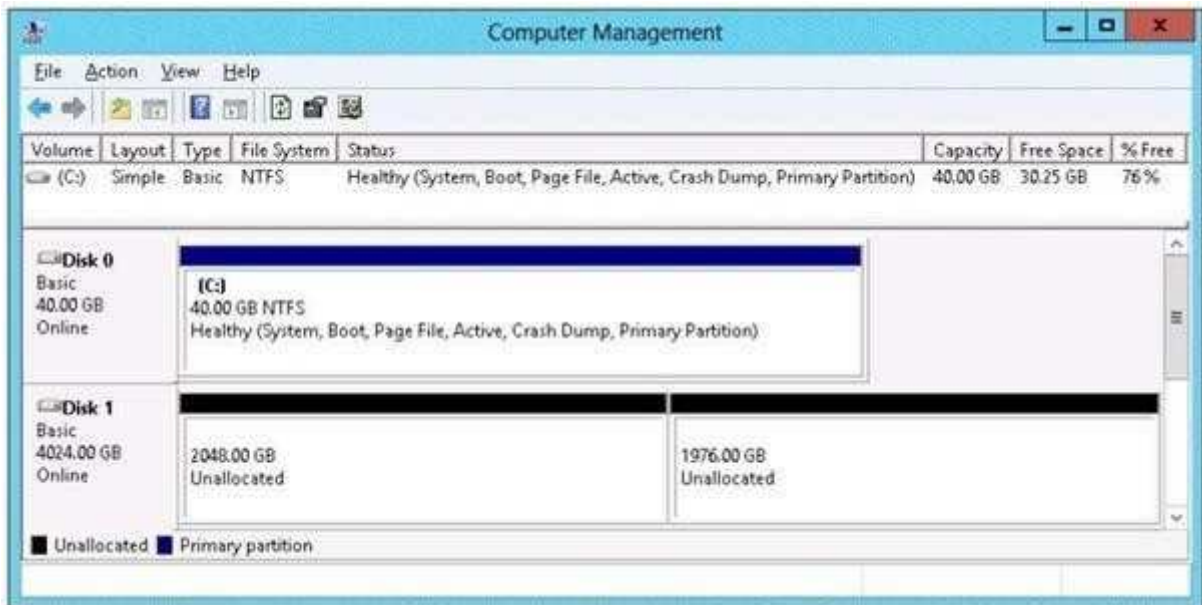 Computer Management
File Action View Help
Volume Layout Type File System Status Capacity Free Space % Free
(C:) Simple Basic NTFS Healthy (System, Boot, Page File, Active, Crash Dump, Primary Partition) 40.00 GB 30.25 GB 76 %
Disk 0
Basic
40.00 GB
Online
(C:)
40.00 GB NTFS
Healthy (System, Boot, Page File, Active, Crash Dump, Primary Partition)
Disk 1
Basic
4024.00 GB
Online
2048.00 GB
Unallocated
1976.00 GB
Unallocated
Unallocated Primary partition